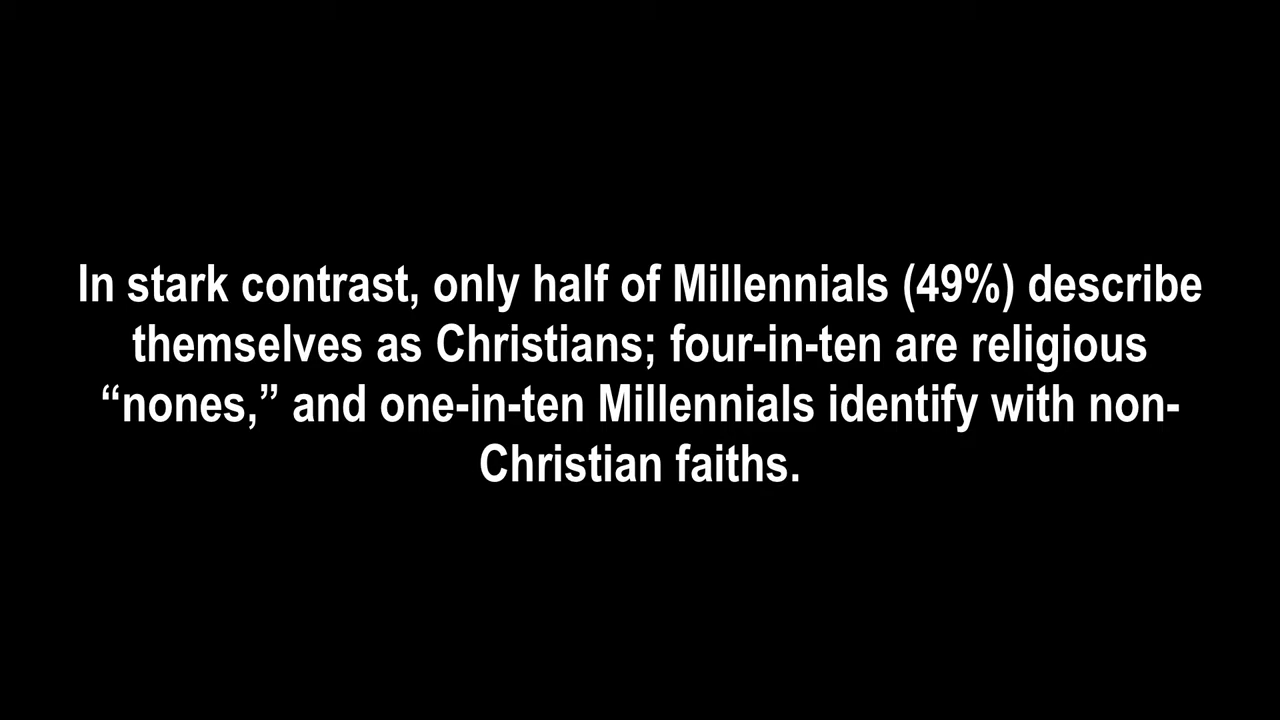 In stark contrast, only half of Millennials (49%) describe
themselves as Christians; four-in-ten are religious
“nones,” and one-in-ten Millennials identify with non-
Christian faiths.